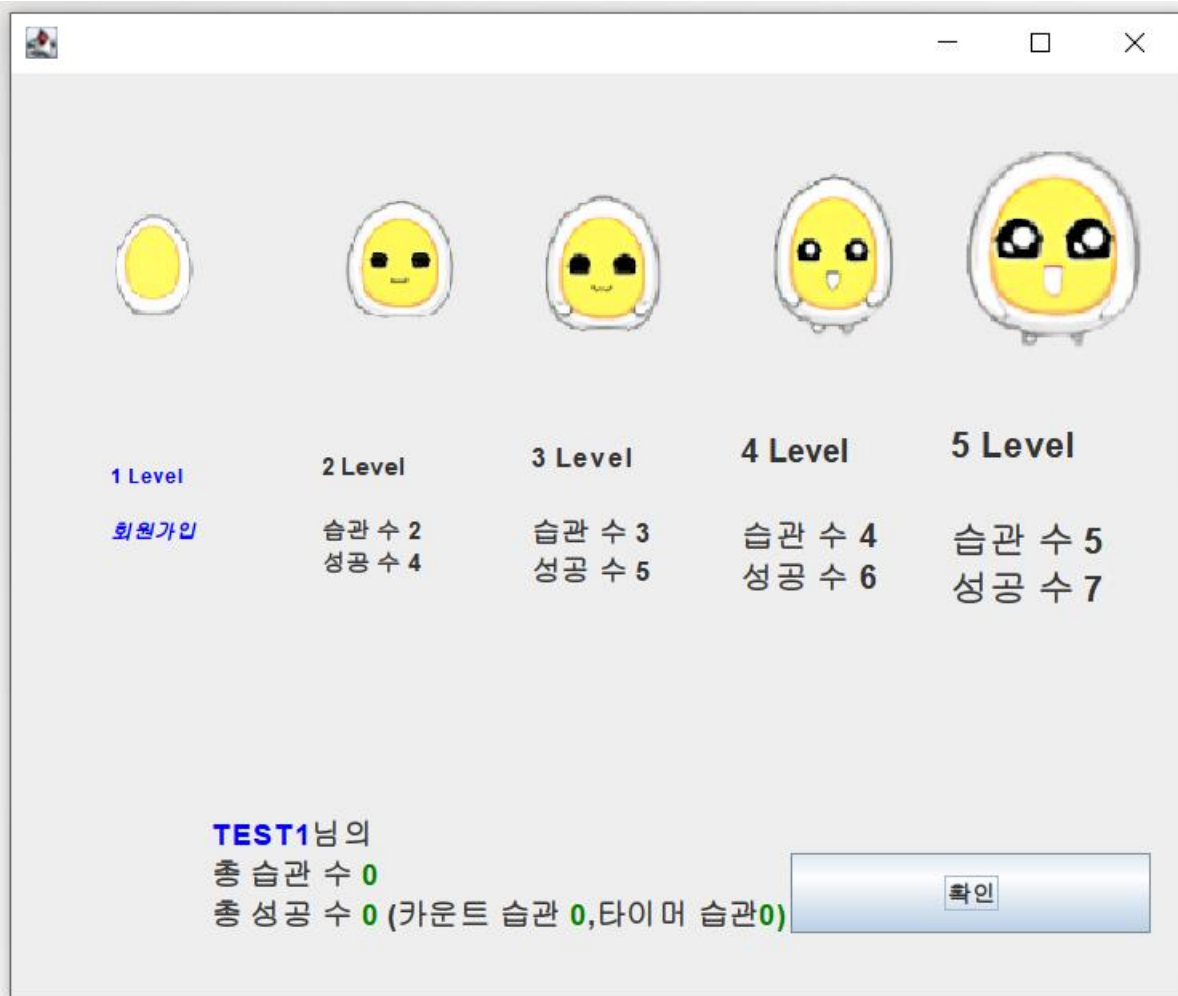 1 Level
회원가입
2 Level
습관 수 2
성공 수 4
3 Level
습관 수 3
성공 수 5
4 Level
습관 수 4
성공 수 6
5 Level
습관 수 5
성공 수 7
TEST1님의
총 습관 수 0
총 성공 수 0 (카운트 습관 0,타이머 습관0)
확인